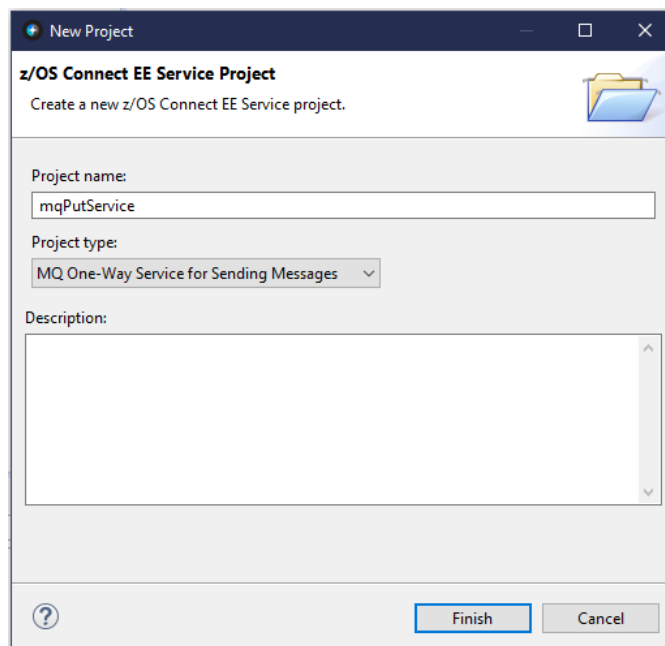 New Project
z/OS Connect EE Service Project
Create a new z/OS Connect EE Service project.
Project name:
mqPutService
Project type:
MQ One-Way Service for Sending Messages
Description:
?
Finish
Cancel